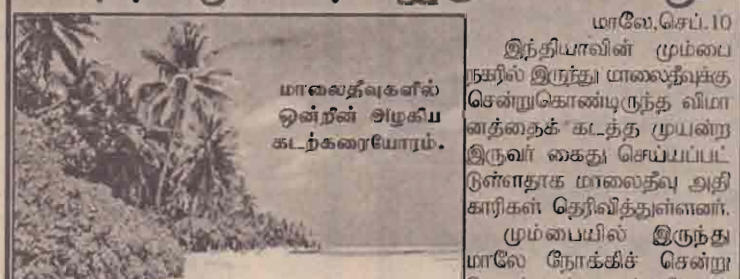 மாலைதீவுகளில்
ஒன்றின் அழகிய
கடற்கரையோரம்.
மாலே,செப்.10
இந்தியாவின் மும்பை
நகரில் இருந்து மாலைதீவுக்கு
சென்றுகொண்டிருந்த விமா
னத்தைக் கடத்த முயன்ற
இருவர் கைது செய்யப்பட்
டுள்ளதாக மாலைதீவு அதி
காரிகள் தெரிவித்துள்ளனர்.
மும்பையில் இருந்து
மாலே நோக்கிச் சென்று